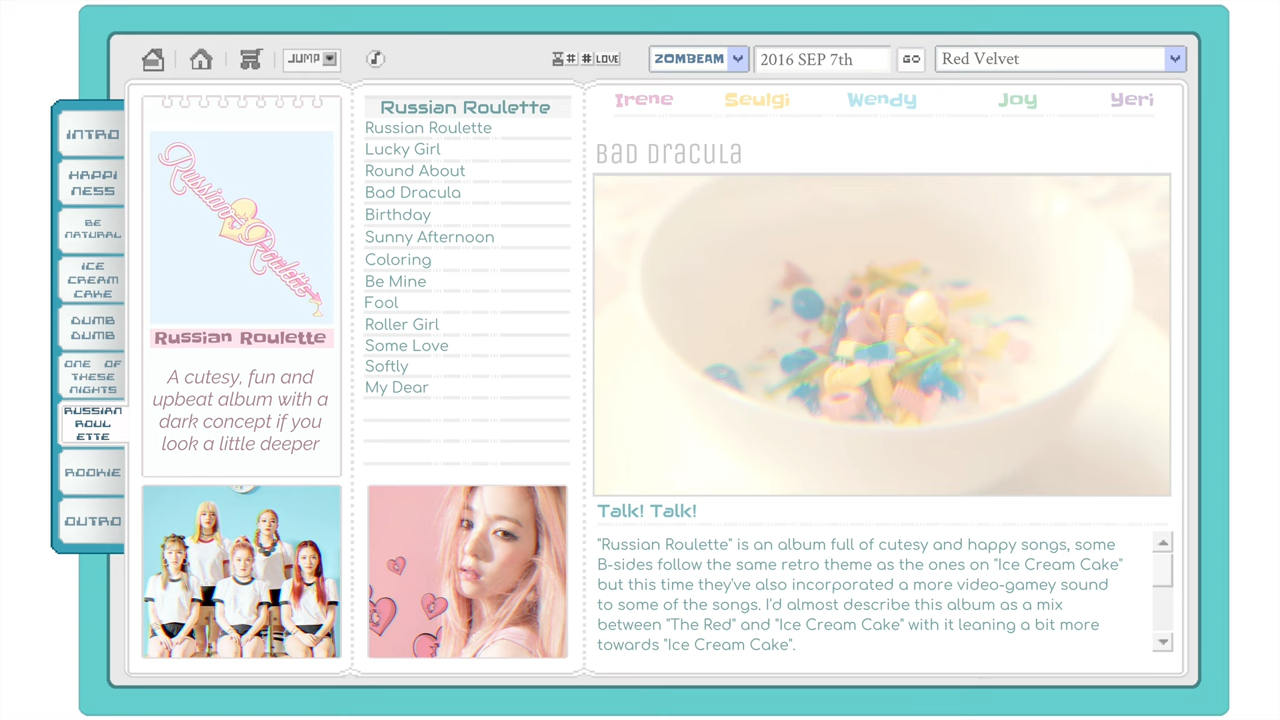 JUMP
# # LOVE
ZOMBEAM
2016 SEP 7th
GO
Red Velvet
INTRO
HAPPI
NESS
BE
NATURAL
ICE
CREAM
CAKE
DUMB
DUMB
ONE OF
THESE
NIGHTS
RUSSIAN
ROUL
ETTE
ROOKIE
OUTRO
Russian Roulette
Russian Roulette
A cutesy, fun and
upbeat album with a
dark concept if you
look a little deeper
Russian Roulette
Russian Roulette
Lucky Girl
Round About
Bad Dracula
Birthday
Sunny Afternoon
Coloring
Be Mine
Fool
Roller Girl
Some Love
Softly
My Dear
Irene
Seulgi
Wendy
Joy
Yeri
Bad Dracula
Talk! Talk!
"Russian Roulette" is an album full of cutesy and happy songs, some
B-sides follow the same retro theme as the ones on "Ice Cream Cake"
but this time they've also incorporated a more video-gamey sound
to some of the songs. I'd almost describe this album as a mix
between "The Red" and "Ice Cream Cake" with it leaning a bit more
towards "Ice Cream Cake".